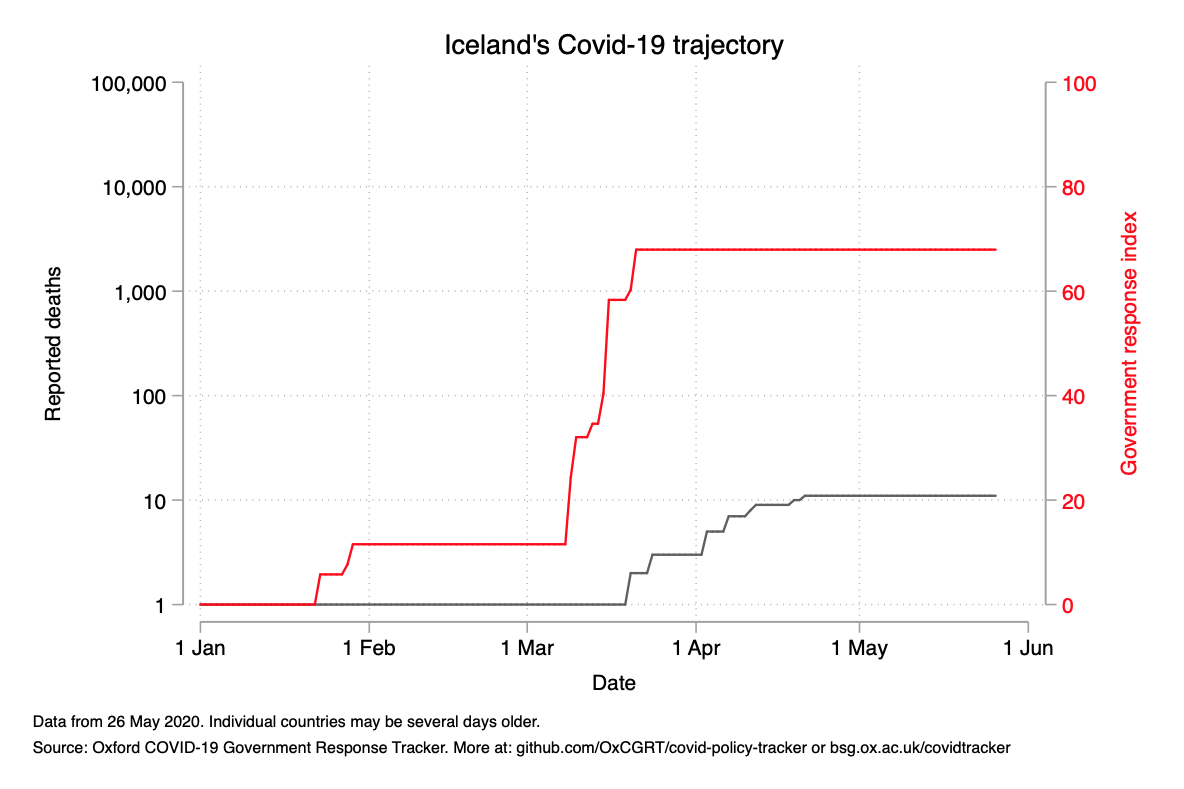 Iceland's Covid-19 trajectory
100,000
10,000
1,000
100
10
1
Reported deaths
100
80
60
40
20
0
Government response index
1 Jan
1 Feb
1 Mar
1 Apr
1 May
1 Jun
Date
Data from 26 May 2020. Individual countries may be several days older.
Source: Oxford COVID-19 Government Response Tracker. More at: github.com/OxCGRT/covid-policy-tracker or bsg.ox.ac.uk/covidtracker